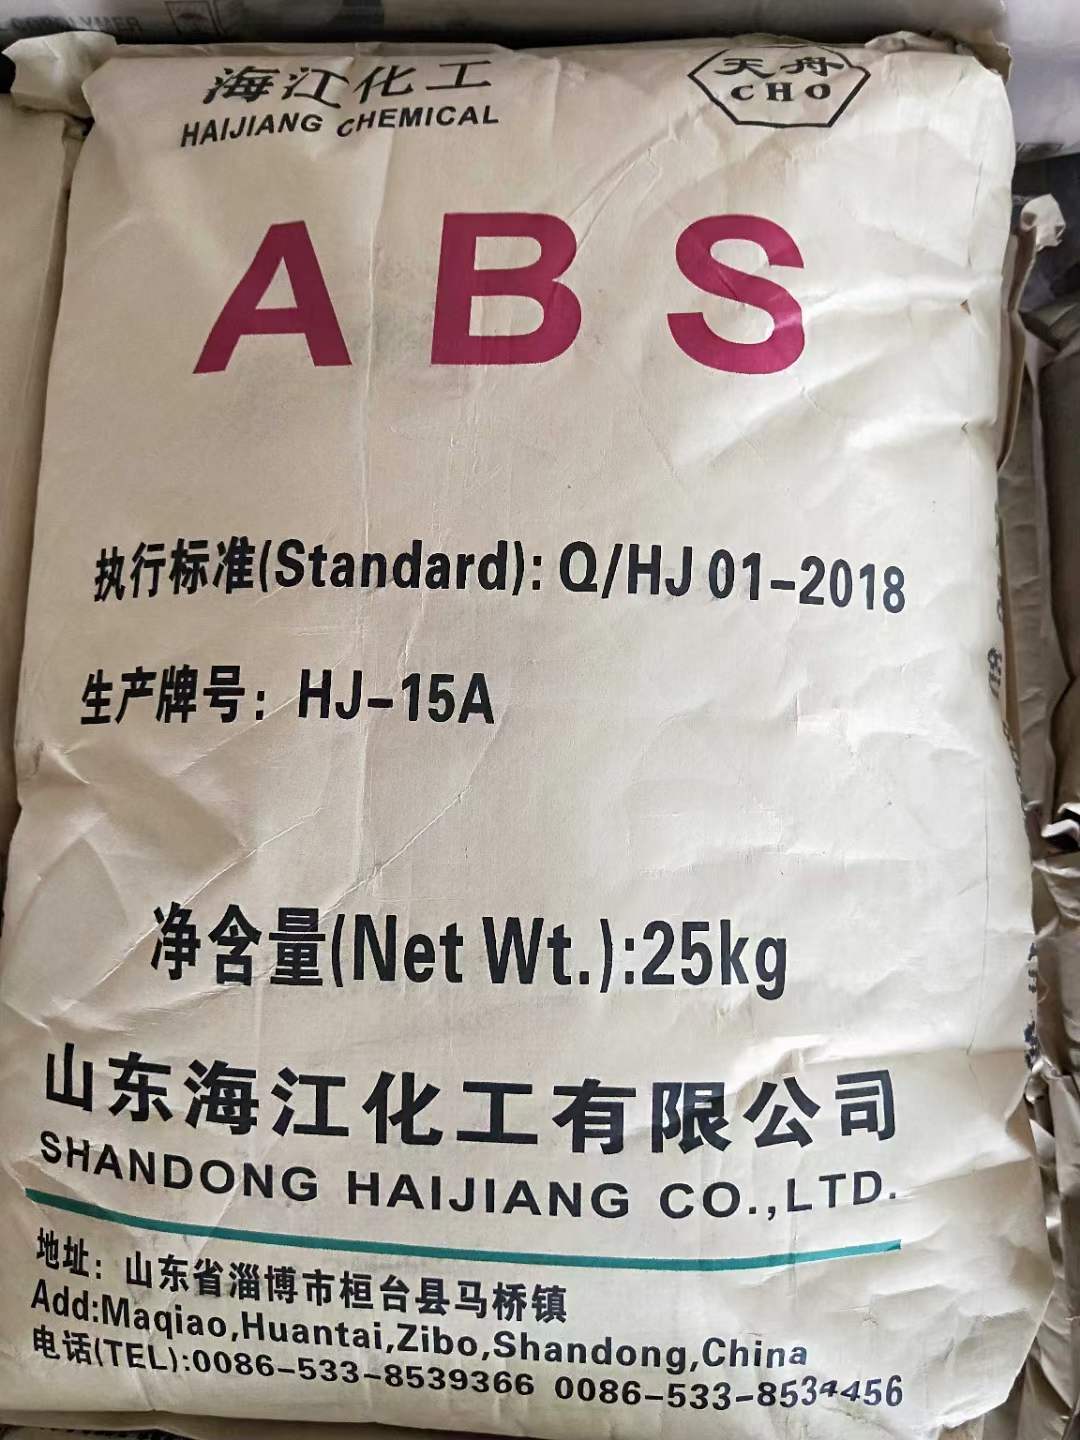 海江化工
HAIJIANG CHEMICAL
天舟
CHO
ABS
执行标准(Standard): Q/HJ 01-2018
生产牌号: HJ-15A
净含量(Net Wt.):25kg
山东海江化工有限公司
SHANDONG HAIJIANG CO.,LTD.
地址: 山东省淄博市桓台县马桥镇
Add:Maqiao,Huantai,Zibo,Shandong,China
电话(TEL):0086-533-8539366 0086-533-8534456